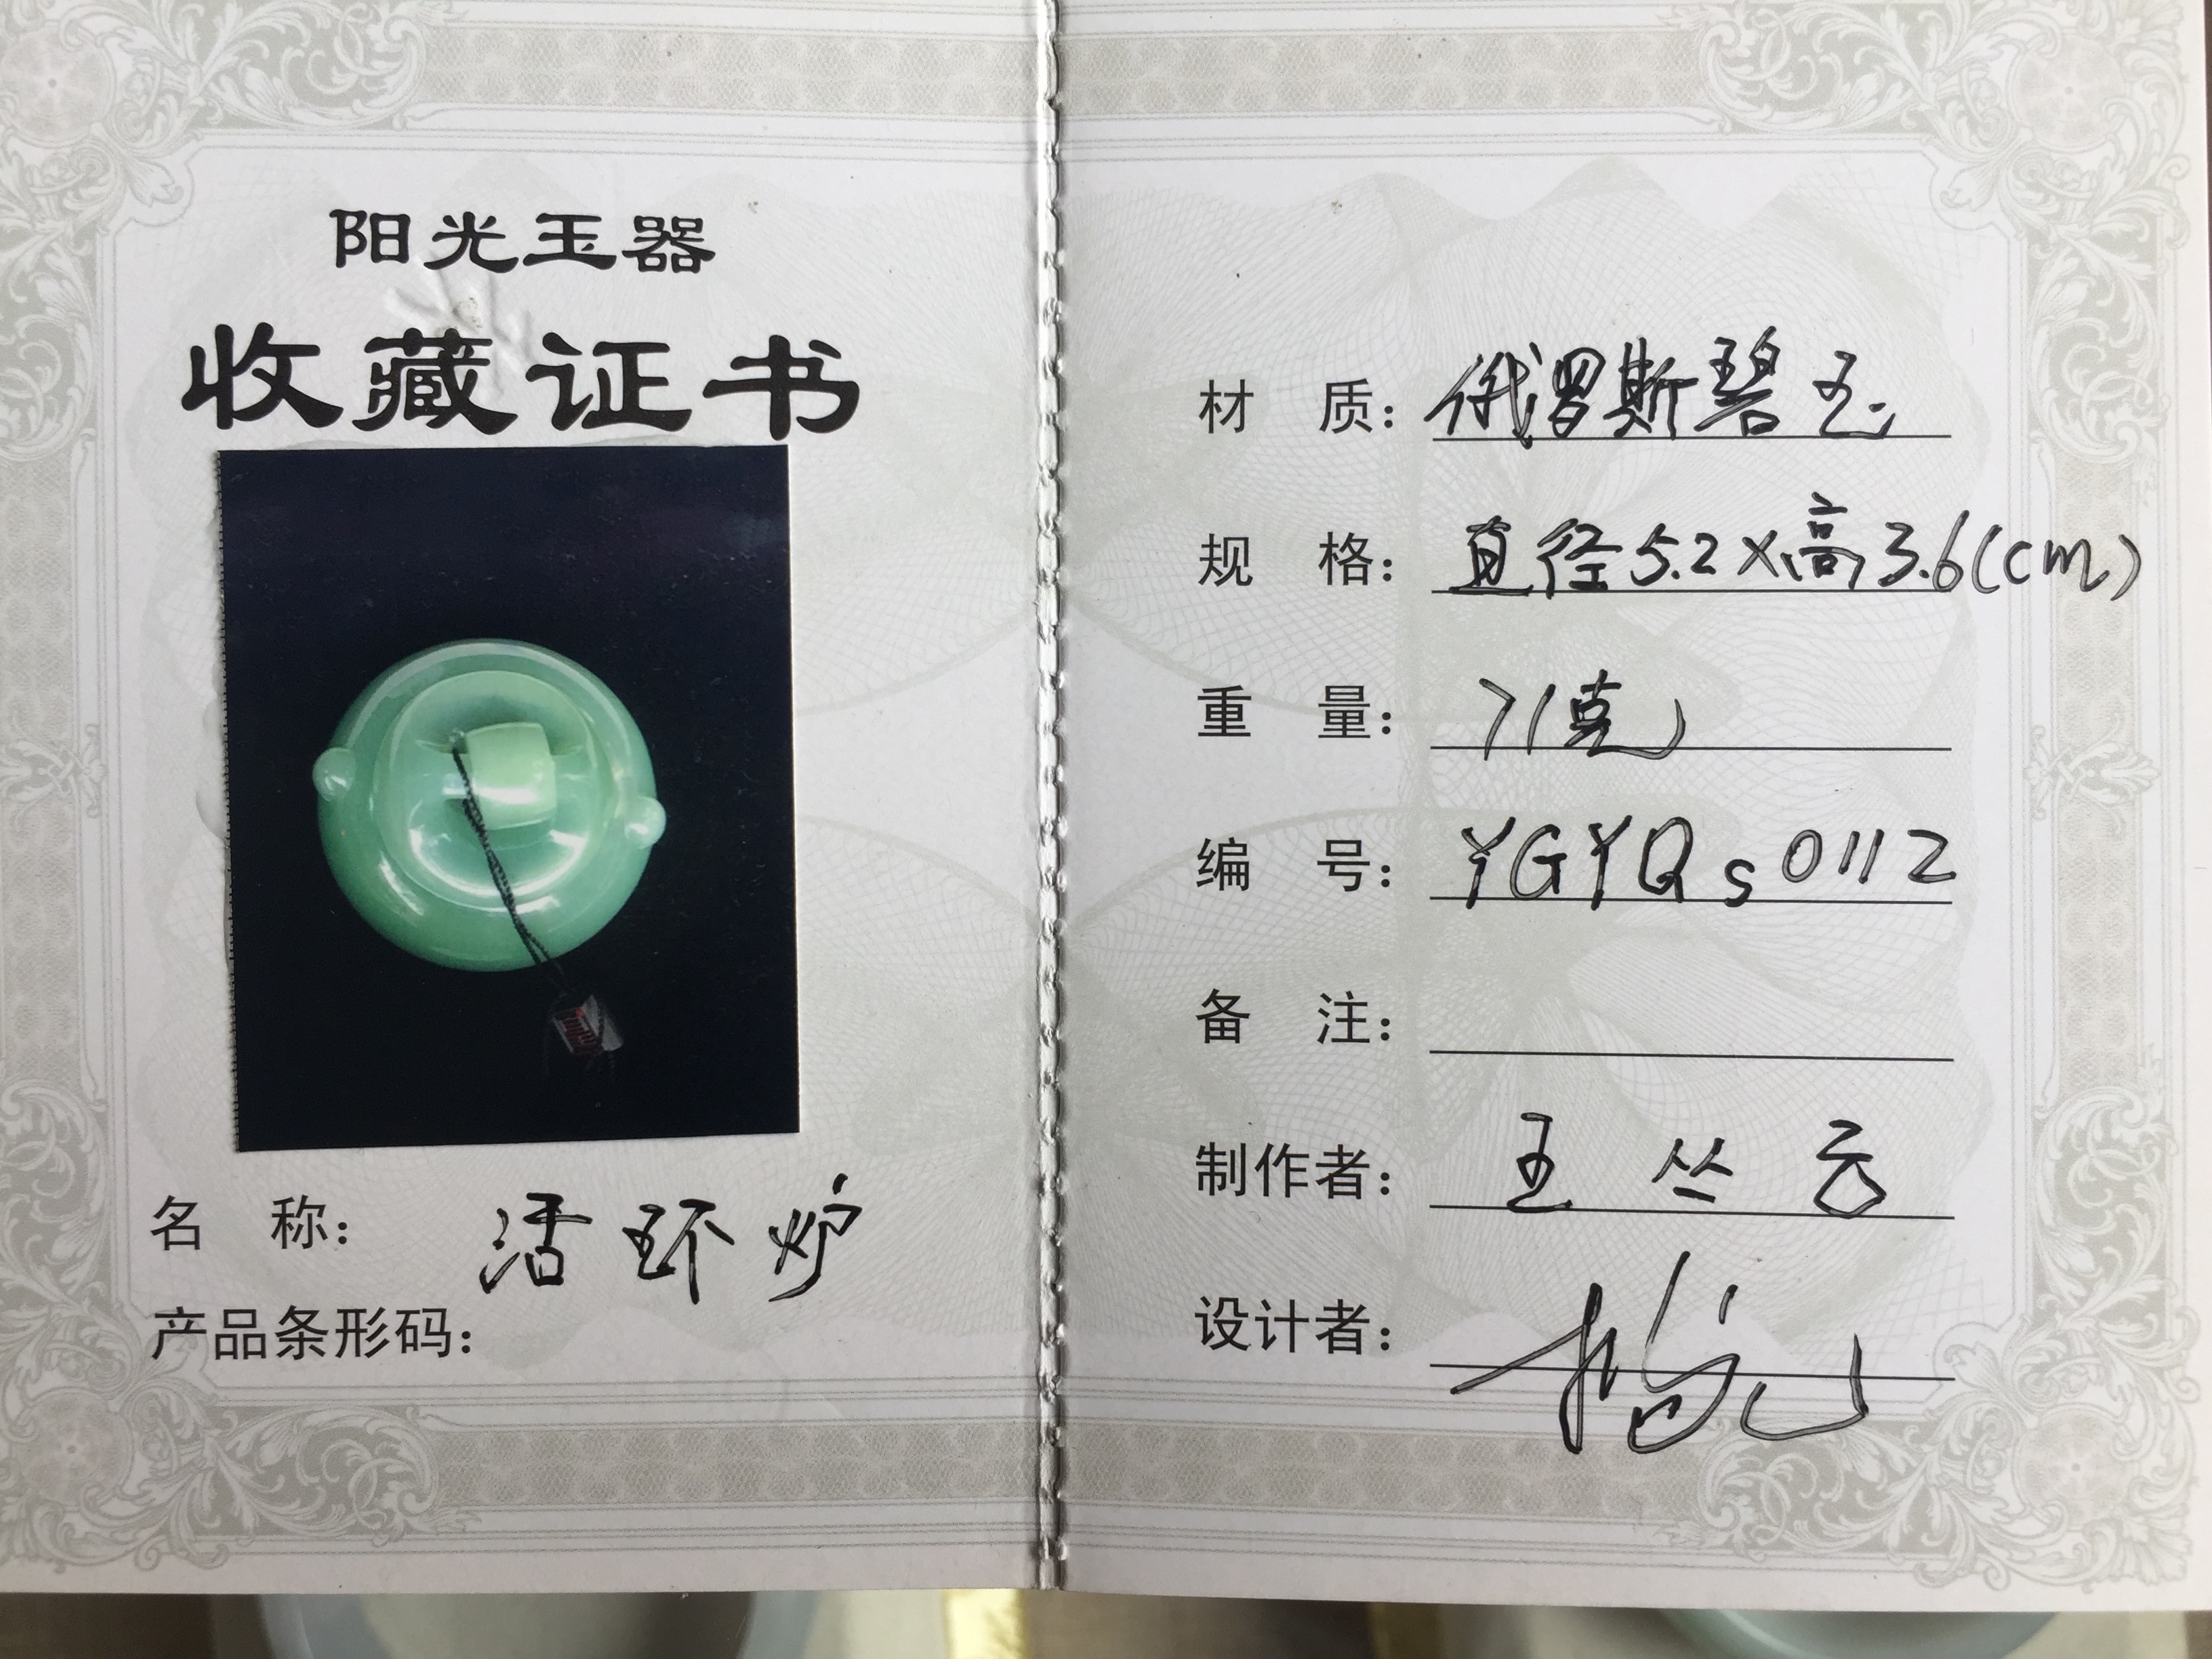 阳光玉器
收藏证书
名 称: 活环炉
产品条形码:
材 质: 俄罗斯碧玉
规 格: 直径5.2×高3.6(cm)
重 量: 71克
编 号: YGYQs0112
备 注:
制作者: 王丛云
设计者: